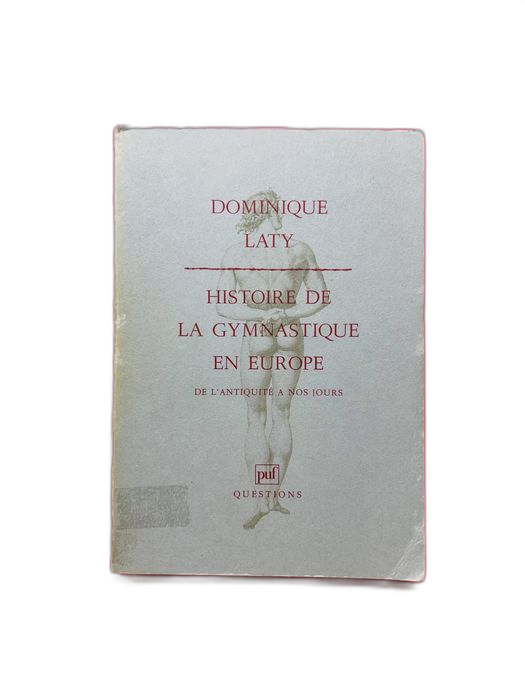 DOMINIQUE
LATY
HISTOIRE DE
LA GYMNASTIQUE
EN EUROPE
DE L'ANTIQUITÉ A NOS JOURS
puf
QUESTIONS